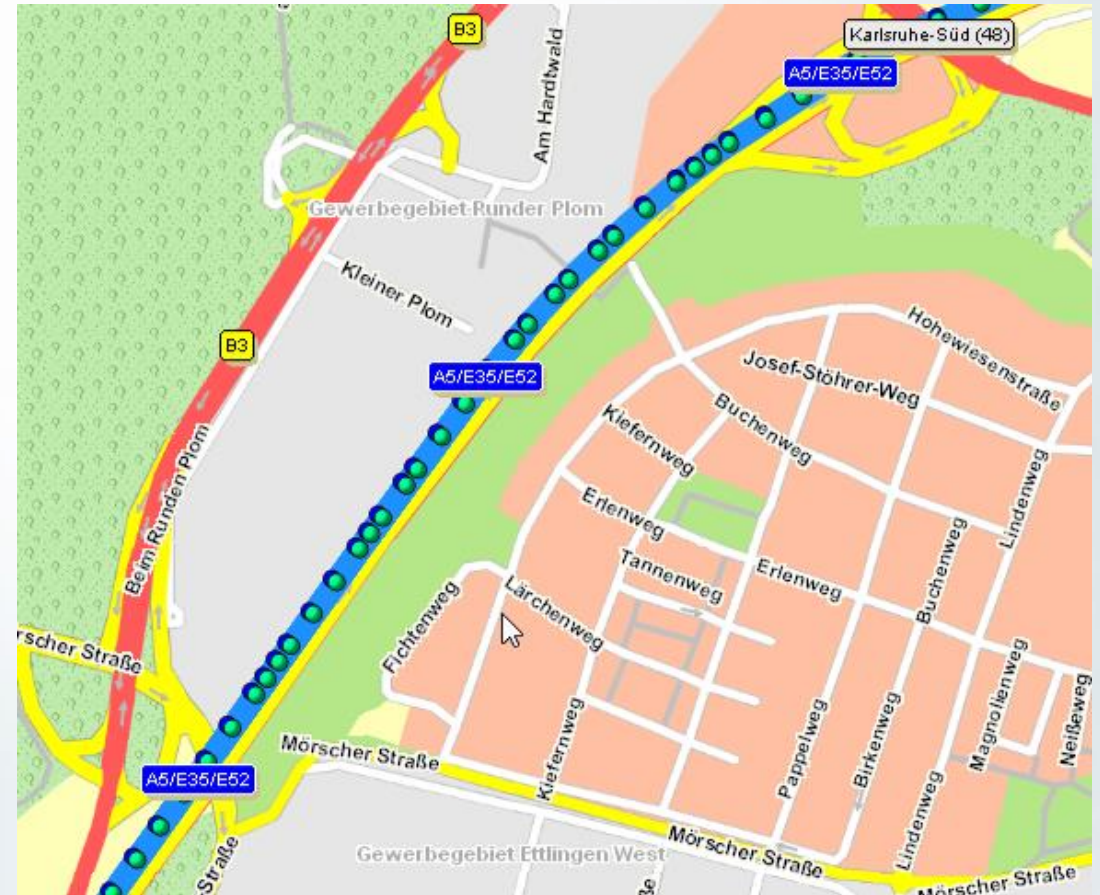 B3
Karlsruhe-Süd (48)
A5/E35/E52
Am Hardtwald
Gewerbegebiet Runder Plom
Kleiner Plom
B3
A5/E35/E52
Hohewiesenstraße
Josef-Stöhrer-Weg
Buchenweg
Kiefernweg
Beim Runden Plom
Erlenweg
Lindenweg
Tannenweg
Erlenweg
Buchenweg
Lärchenweg
Fichtenweg
rscher Straße
Kiefernweg
Pappelweg
Birkenweg
Magnolienweg
Neißeweg
Mörscher Straße
A5/E35/E52
Lindenweg
Mörscher Straße
Gewerbegebiet Ettlingen West
-Straße
ße
Mörscher Straße